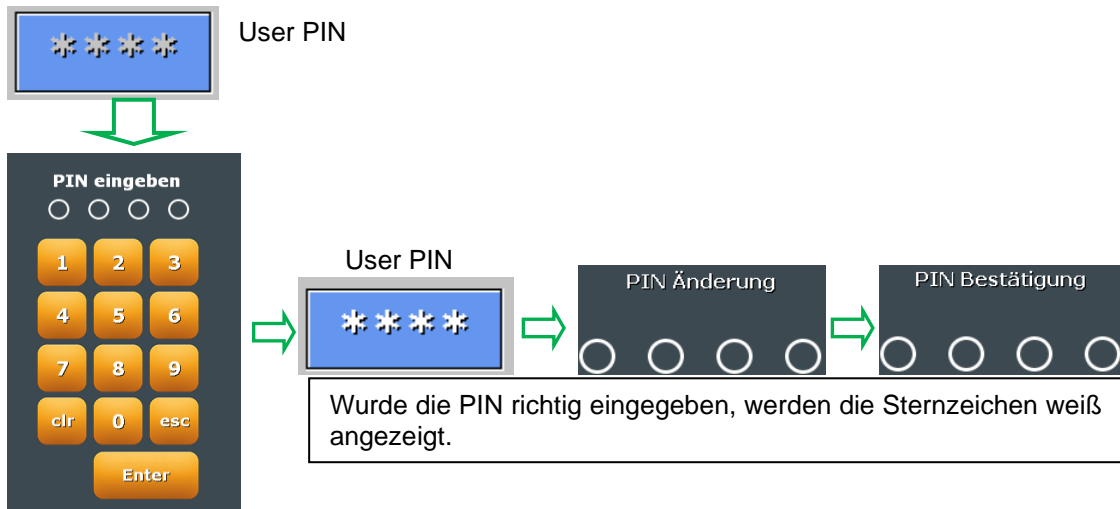 **** User PIN
PIN eingeben
1 2 3
4 5 6
7 8 9
clr 0 esc
Enter
User PIN
****
PIN Änderung
PIN Bestätigung
Wurde die PIN richtig eingegeben, werden die Sternzeichen weiß
angezeigt.